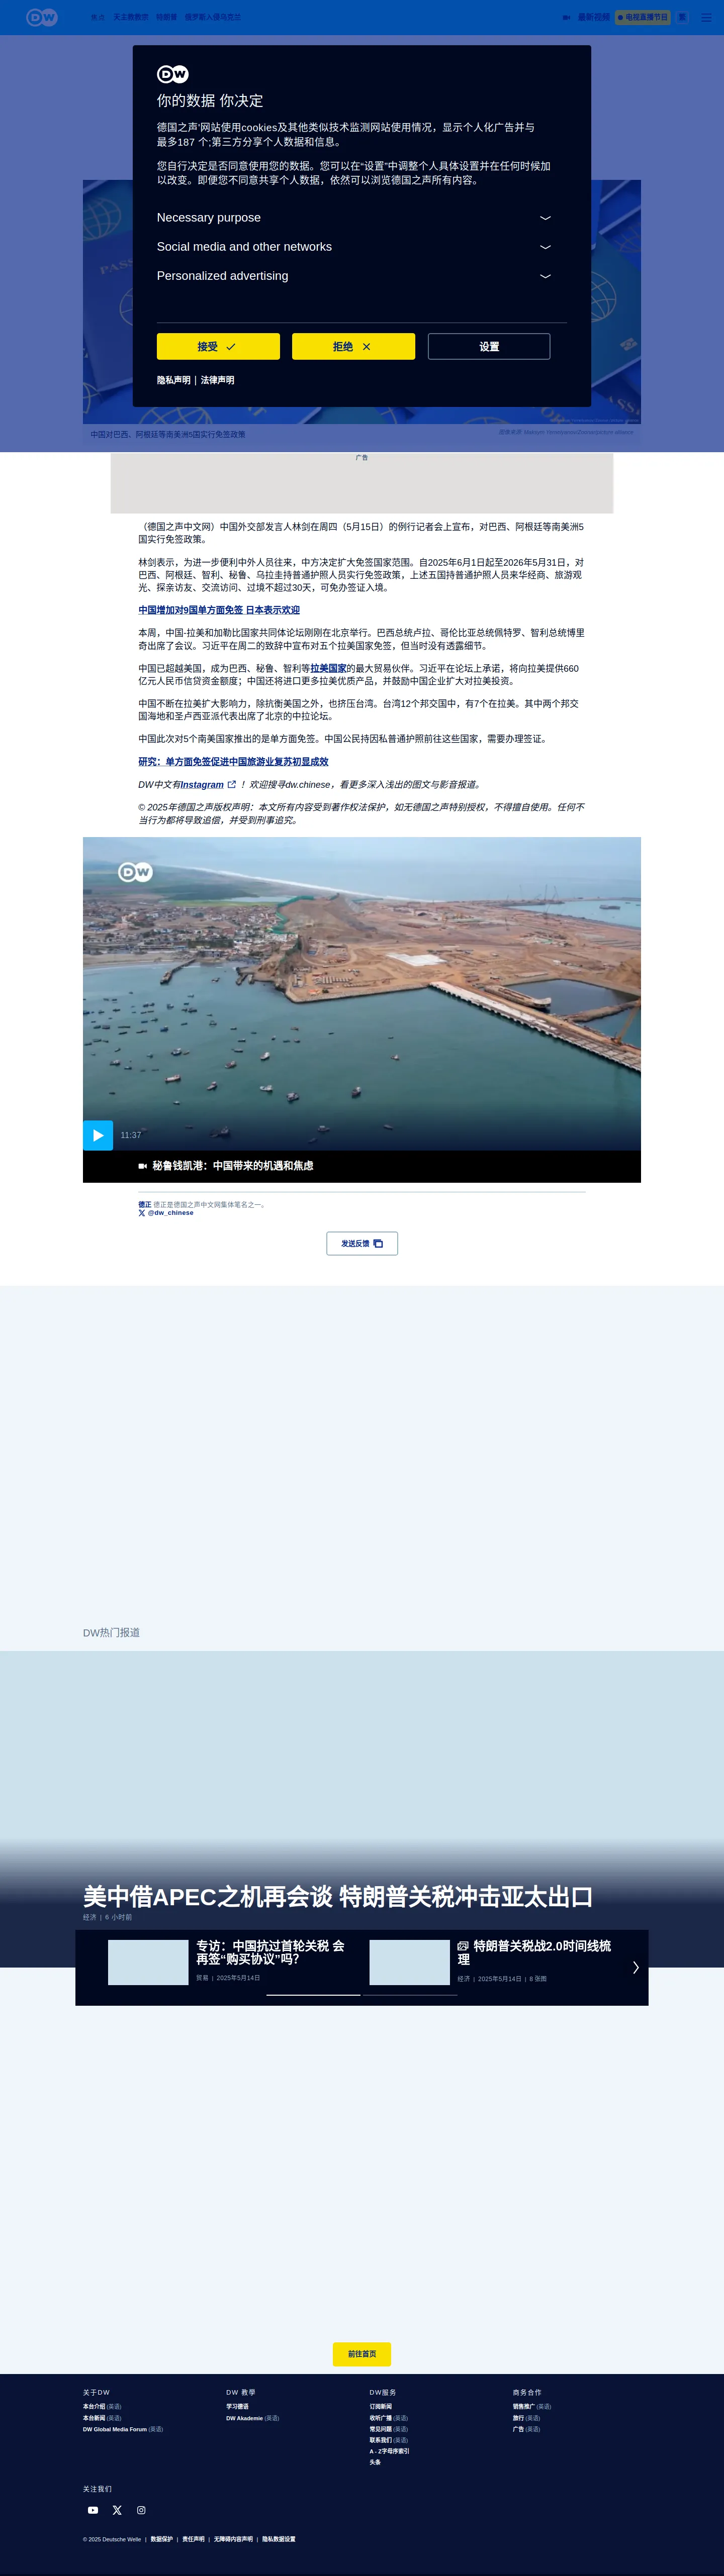 DW
焦点 天主教教宗 特朗普 俄罗斯入侵乌克兰
最新视频 电视直播节目 繁
DW
你的数据 你决定
德国之声'网站使用cookies及其他类似技术监测网站使用情况，显示个人化广告并与
最多187 个;第三方分享个人数据和信息。
您自行决定是否同意使用您的数据。您可以在"设置"中调整个人具体设置并在任何时候加
以改变。即便您不同意共享个人数据，依然可以浏览德国之声所有内容。
Necessary purpose
Social media and other networks
Personalized advertising
接受
拒绝
设置
隐私声明 | 法律声明
中国对巴西、阿根廷等南美洲5国实行免签政策
广告
（德国之声中文网）中国外交部发言人林剑在周四（5月15日）的例行记者会上宣布，对巴西、阿根廷等南美洲5
国实行免签政策。
林剑表示，为进一步便利中外人员往来，中方决定扩大免签国家范围。自2025年6月1日起至2026年5月31日，对
巴西、阿根廷、智利、秘鲁、乌拉圭持普通护照人员实行免签政策，上述五国持普通护照人员来华经商、旅游观
光、探亲访友、交流访问、过境不超过30天，可免办签证入境。
中国增加对9国单方面免签 日本表示欢迎
本周，中国-拉美和加勒比国家共同体论坛刚刚在北京举行。巴西总统卢拉、哥伦比亚总统佩特罗、智利总统博里
奇出席了会议。习近平在周二的致辞中宣布对五个拉美国家免签，但当时没有透露细节。
中国已超越美国，成为巴西、秘鲁、智利等拉美国家的最大贸易伙伴。习近平在论坛上承诺，将向拉美提供660
亿元人民币信贷资金额度；中国还将进口更多拉美优质产品，并鼓励中国企业扩大对拉美投资。
中国不断在拉美扩大影响力，除抗衡美国之外，也挤压台湾。台湾12个邦交国中，有7个在拉美。其中两个邦交
国海地和圣卢西亚派代表出席了北京的中拉论坛。
中国此次对5个南美国家推出的是单方面免签。中国公民持因私普通护照前往这些国家，需要办理签证。
研究：单方面免签促进中国旅游业复苏初显成效
DW中文有Instagram ！欢迎搜寻dw.chinese，看更多深入浅出的图文与影音报道。
© 2025年德国之声版权声明：本文所有内容受到著作权法保护，如无德国之声特别授权，不得擅自使用。任何不
当行为都将导致追偿，并受到刑事追究。
DW
11:37
秘鲁钱凯港：中国带来的机遇和焦虑
德正 德正是德国之声中文网集体笔名之一。
@dw_chinese
发送反馈
DW热门报道
美中借APEC之机再会谈 特朗普关税冲击亚太出口
经济 | 6 小时前
专访：中国抗过首轮关税 会
再签“购买协议”吗？
贸易 | 2025年5月14日
特朗普关税战2.0时间线梳
理
经济 | 2025年5月14日 | 8 张图
前往首页
关于DW
本台介绍 (英语)
本台新闻 (英语)
DW Global Media Forum (英语)
DW 教學
学习德语
DW Akademie (英语)
DW服务
订阅新闻
收听广播 (英语)
常见问题 (英语)
联系我们 (英语)
A - Z字母序索引
头条
商务合作
销售推广 (英语)
旅行 (英语)
广告 (英语)
关注我们
© 2025 Deutsche Welle | 数据保护 | 责任声明 | 无障碍内容声明 | 隐私数据设置